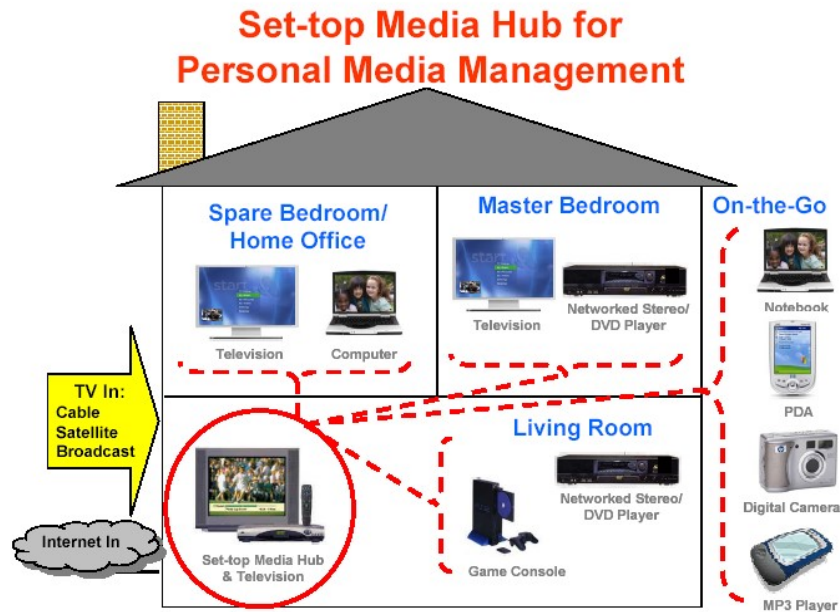 Set-top Media Hub for
Personal Media Management
Spare Bedroom/
Home Office
Master Bedroom
On-the-Go
start
Television
Computer
Television
Networked Stereo/
DVD Player
Notebook
PDA
TV In:
Cable
Satellite
Broadcast
Living Room
Networked Stereo/
DVD Player
Digital Camera
Internet In
Set-top Media Hub
& Television
Game Console
MP3 Player